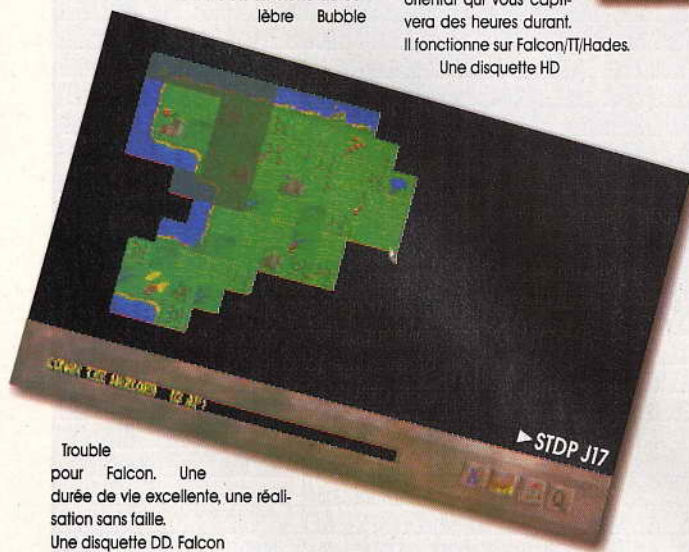 lèbre Bubble
Trouble
pour Falcon. Une
durée de vie excellente, une réali-
sation sans faille.
Une disquette DD. Falcon
vera des heures durant.
Il fonctionne sur Falcon/TT/Hades.
Une disquette HD
►STDP J17
Q